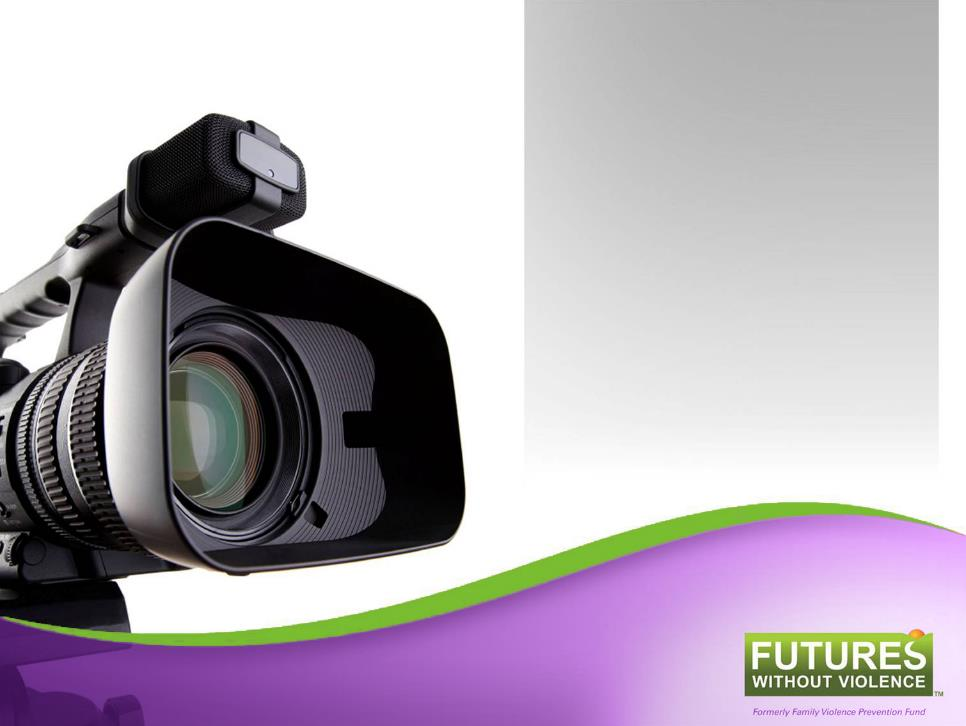 FUTURES
WITHOUT VIOLENCE
TM
Formerly Family Violence Prevention Fund